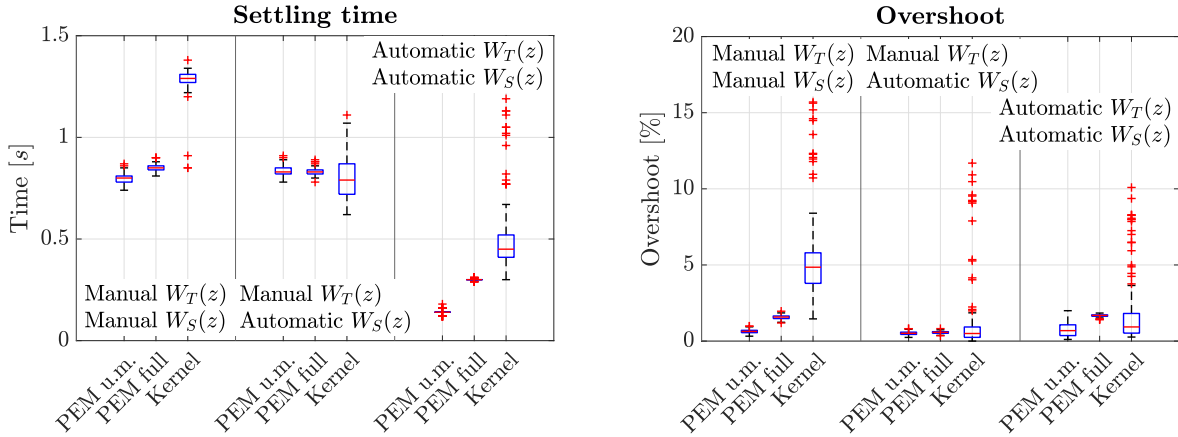 Settling time
1.5
1
0.5
0
Time [s]
Automatic W_T(z)
Automatic W_S(z)
Manual W_T(z)
Manual W_S(z)
Manual W_T(z)
Automatic W_S(z)
PEM u.m.
PEM full
Kernel
PEM u.m.
PEM full
Kernel
PEM u.m.
PEM full
Kernel
Overshoot
20
15
10
5
0
Overshoot [%]
Manual W_T(z)
Manual W_S(z)
Manual W_T(z)
Automatic W_S(z)
Automatic W_T(z)
Automatic W_S(z)
PEM u.m.
PEM full
Kernel
PEM u.m.
PEM full
Kernel
PEM u.m.
PEM full
Kernel